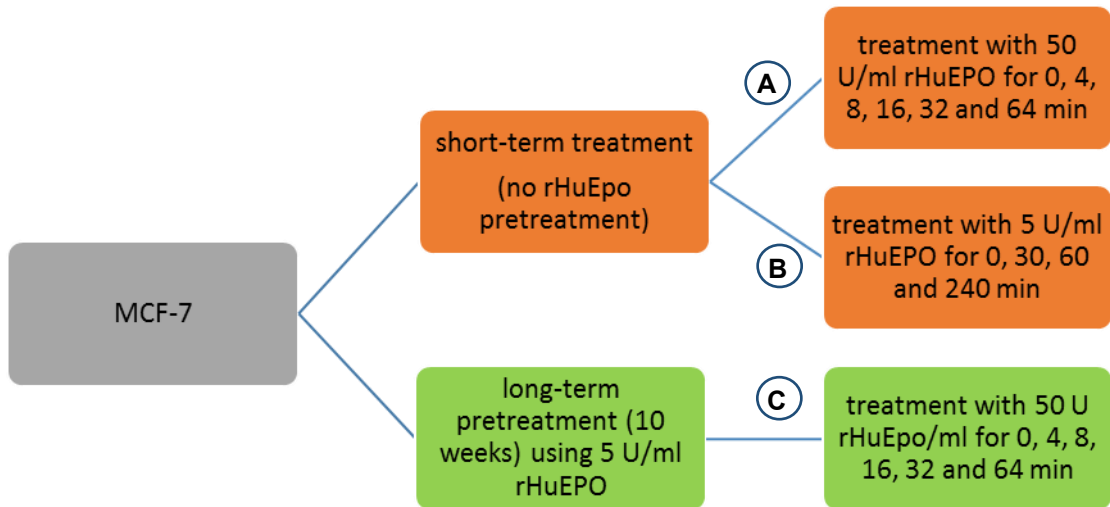 MCF-7
short-term treatment
(no rHuEpo
pretreatment)
long-term
pretreatment (10
weeks) using 5 U/ml
rHuEPO
A
B
C
treatment with 50
U/ml rHuEPO for 0, 4,
8, 16, 32 and 64 min
treatment with 5 U/ml
rHuEPO for 0, 30, 60
and 240 min
treatment with 50 U
rHuEpo/ml for 0, 4, 8,
16, 32 and 64 min